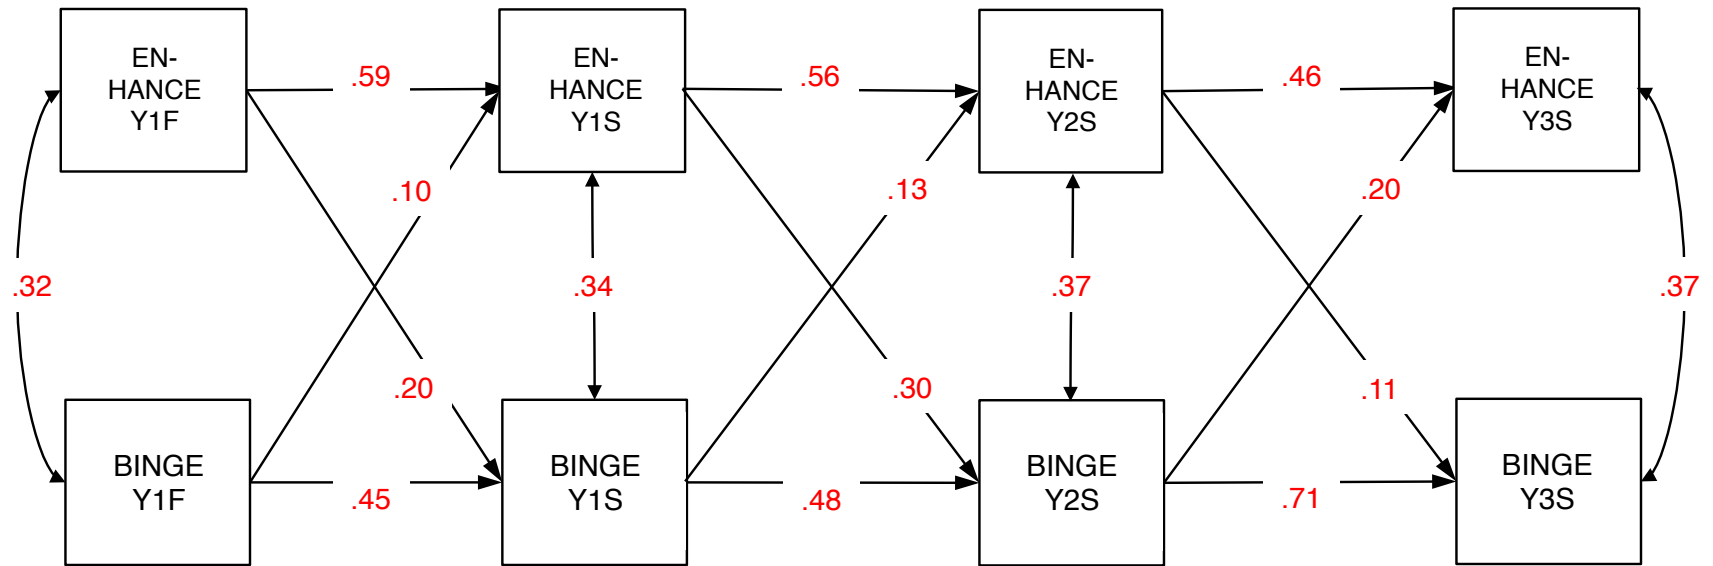 EN-
HANCE
Y1F
.59
EN-
HANCE
Y1S
.56
EN-
HANCE
Y2S
.46
EN-
HANCE
Y3S
.10
.13
.20
.32
.34
.37
.37
.20
.30
.11
BINGE
Y1F
.45
BINGE
Y1S
.48
BINGE
Y2S
.71
BINGE
Y3S